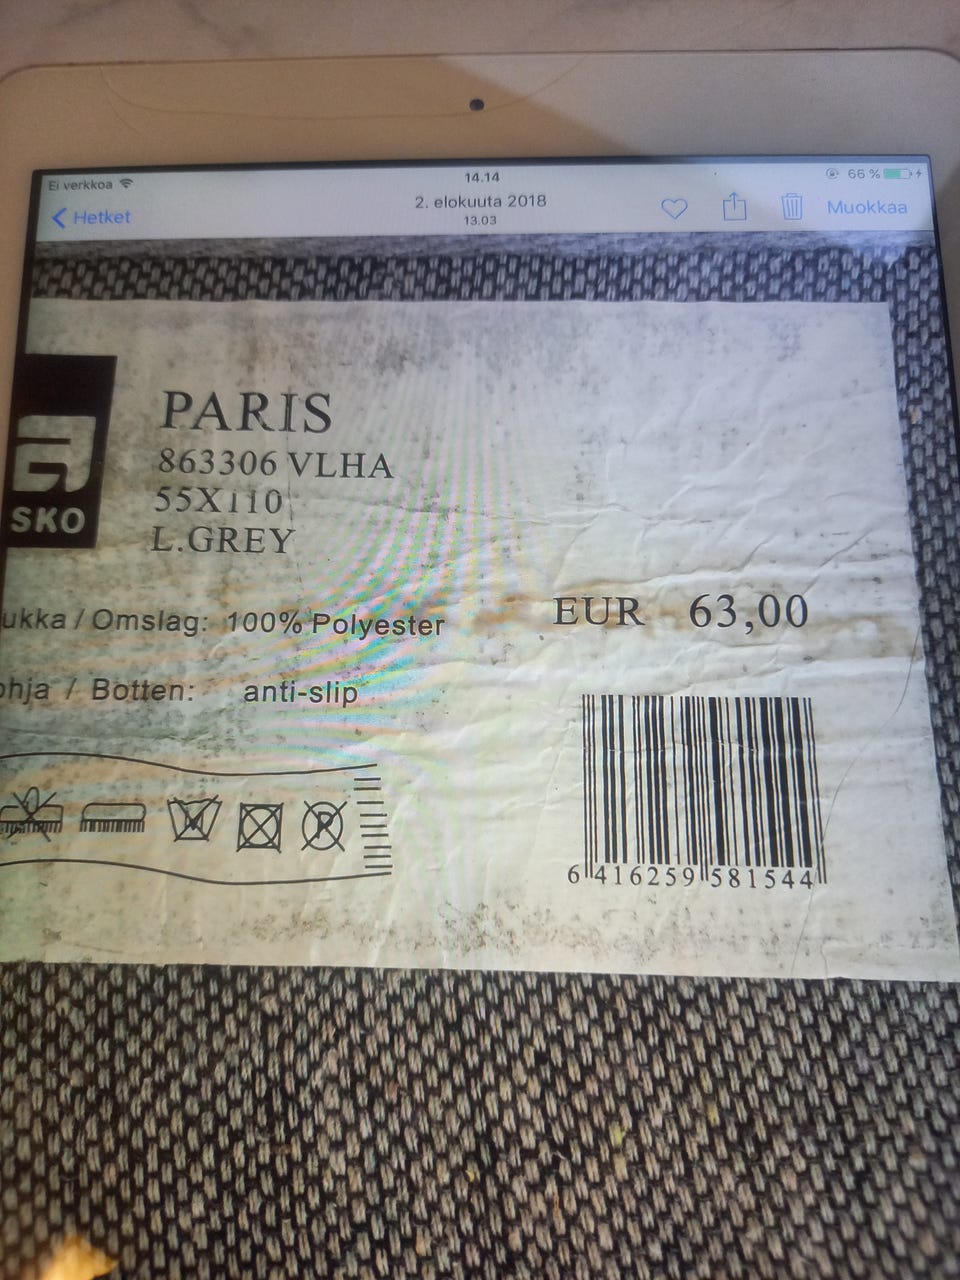 Ei verkkoa
14.14
66 %
Hetket
2. elokuuta 2018
13.03
Muokkaa
SKO
PARIS
863306 VLHA
55X110
L.GREY
ukka / Omslag: 100% Polyester
EUR 63,00
ohja / Botten: anti-slip
P
6 416259 581544